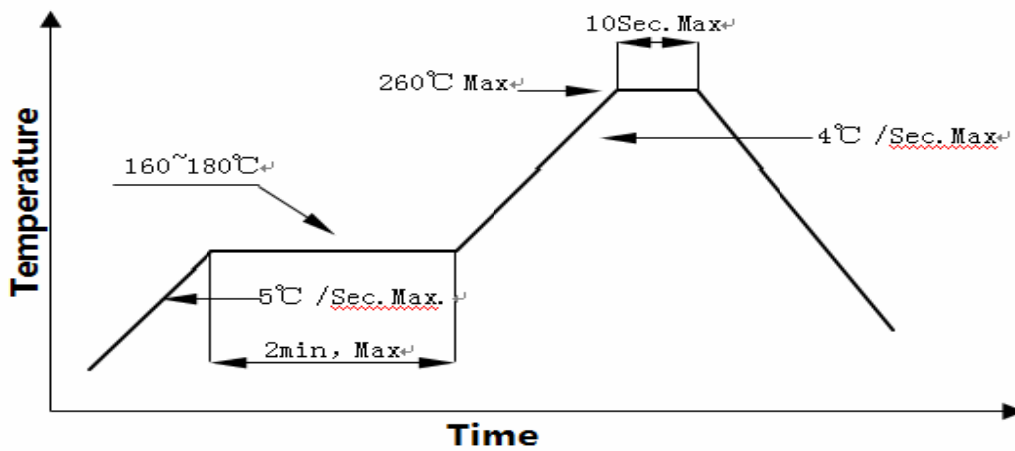 10Sec.Max↵
260℃ Max↵
4℃ /Sec.Max↵
160~180℃↵
5℃ /Sec.Max.↵
2min, Max↵
Temperature
Time